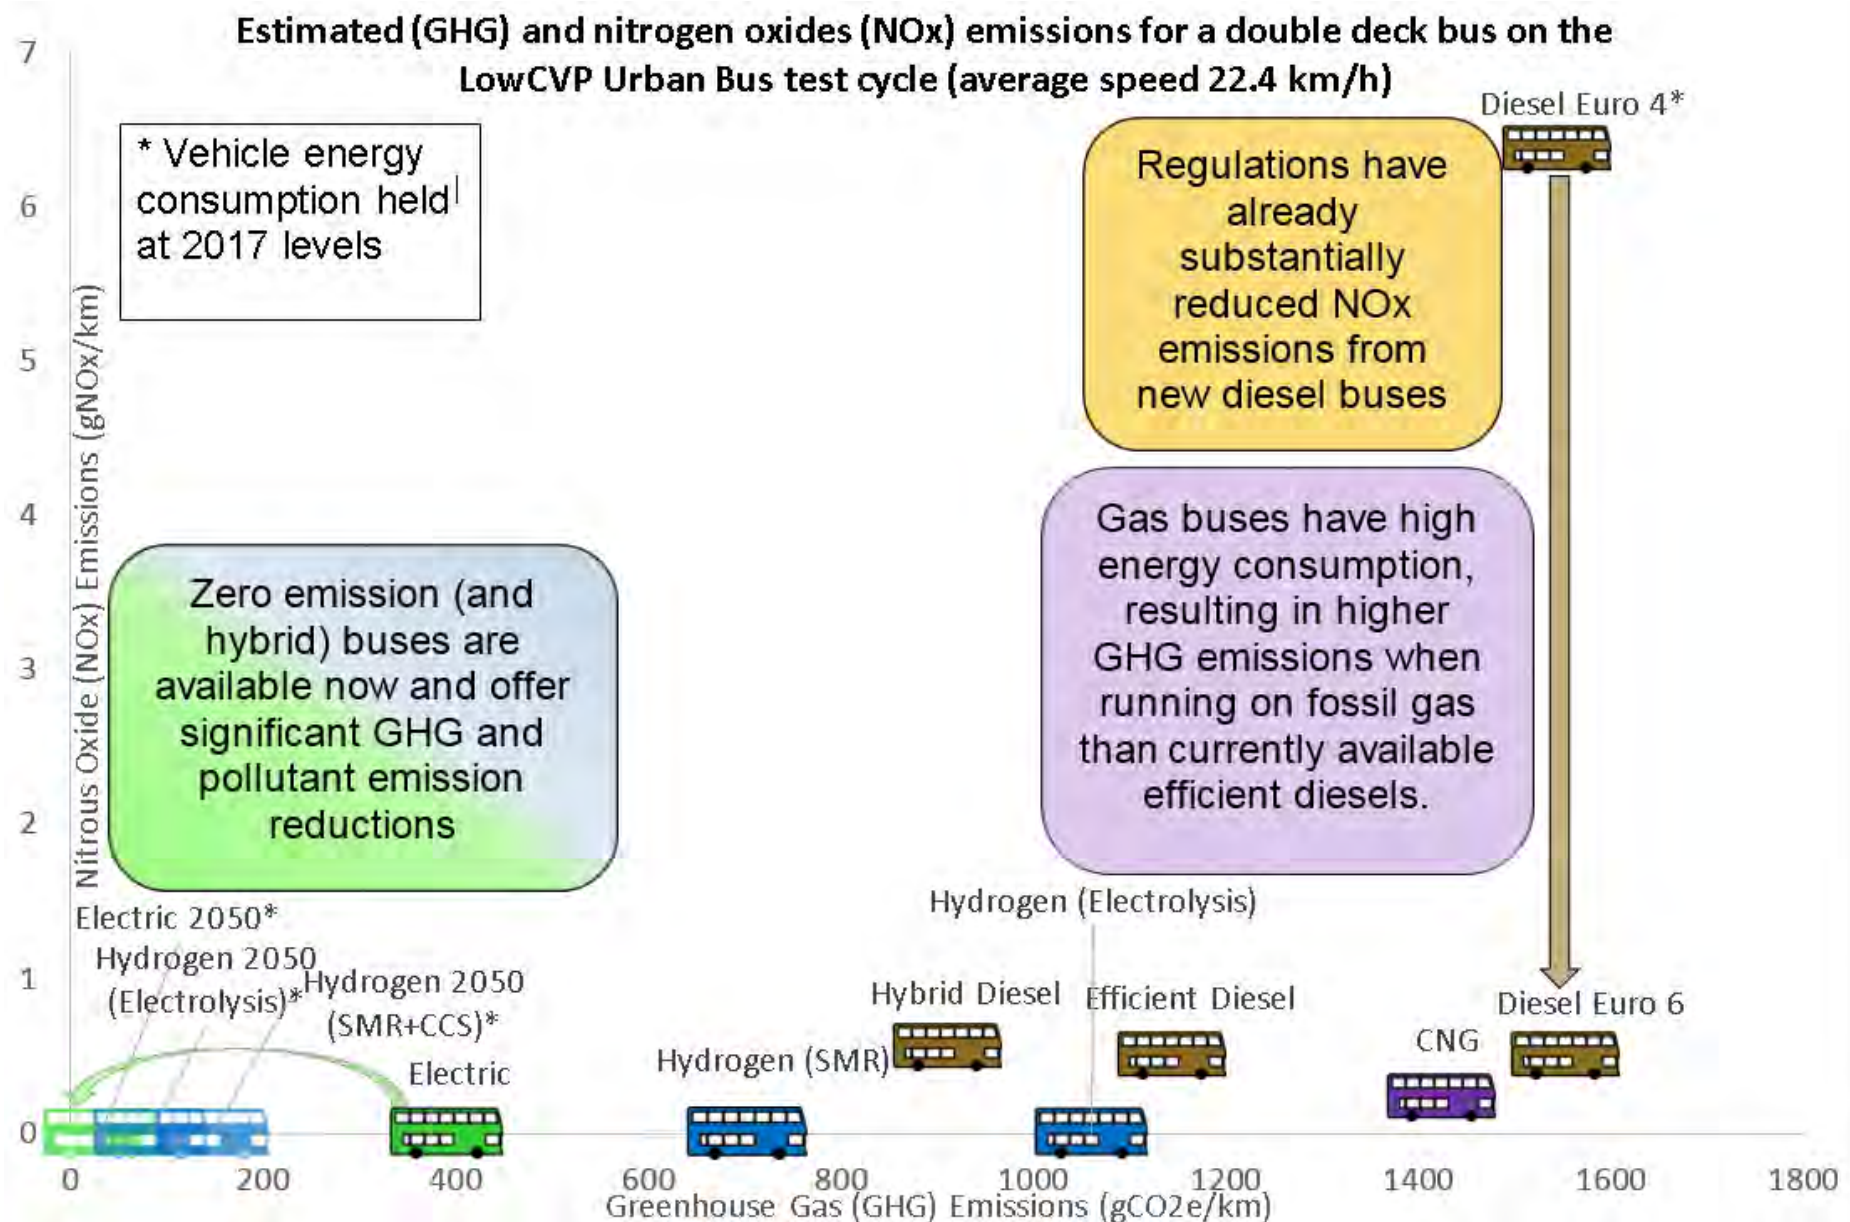 Estimated (GHG) and nitrogen oxides (NOx) emissions for a double deck bus on the
LowCVP Urban Bus test cycle (average speed 22.4 km/h)
7
6
5
4
3
2
1
0
Nitrous Oxide (NOx) Emissions (gNOx/km)
* Vehicle energy
consumption held
at 2017 levels
Diesel Euro 4*
Regulations have
already
substantially
reduced NOx
emissions from
new diesel buses
Gas buses have high
energy consumption,
resulting in higher
GHG emissions when
running on fossil gas
than currently available
efficient diesels.
Zero emission (and
hybrid) buses are
available now and offer
significant GHG and
pollutant emission
reductions
Electric 2050*
Hydrogen 2050
(Electrolysis)*
Hydrogen 2050
(SMR+CCS)*
Electric
Hydrogen (SMR)
Hybrid Diesel
Hydrogen (Electrolysis)
Efficient Diesel
CNG
Diesel Euro 6
0 200 400 600 800 1000 1200 1400 1600 1800
Greenhouse Gas (GHG) Emissions (gCO2e/km)